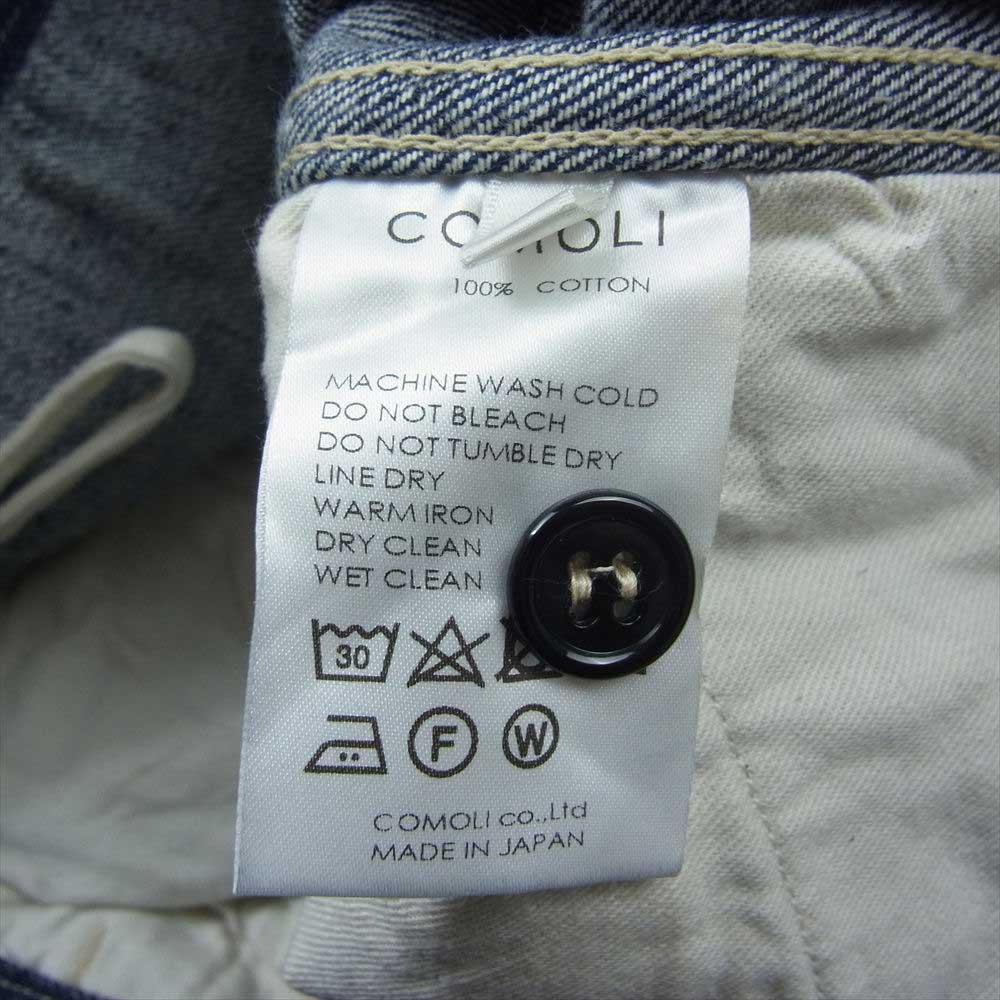 COMOLI
100% COTTON
MACHINE WASH COLD
DO NOT BLEACH
DO NOT TUMBLE DRY
LINE DRY
WARM IRON
DRY CLEAN
WET CLEAN
30
F W
COMOLI co.,Ltd
MADE IN JAPAN